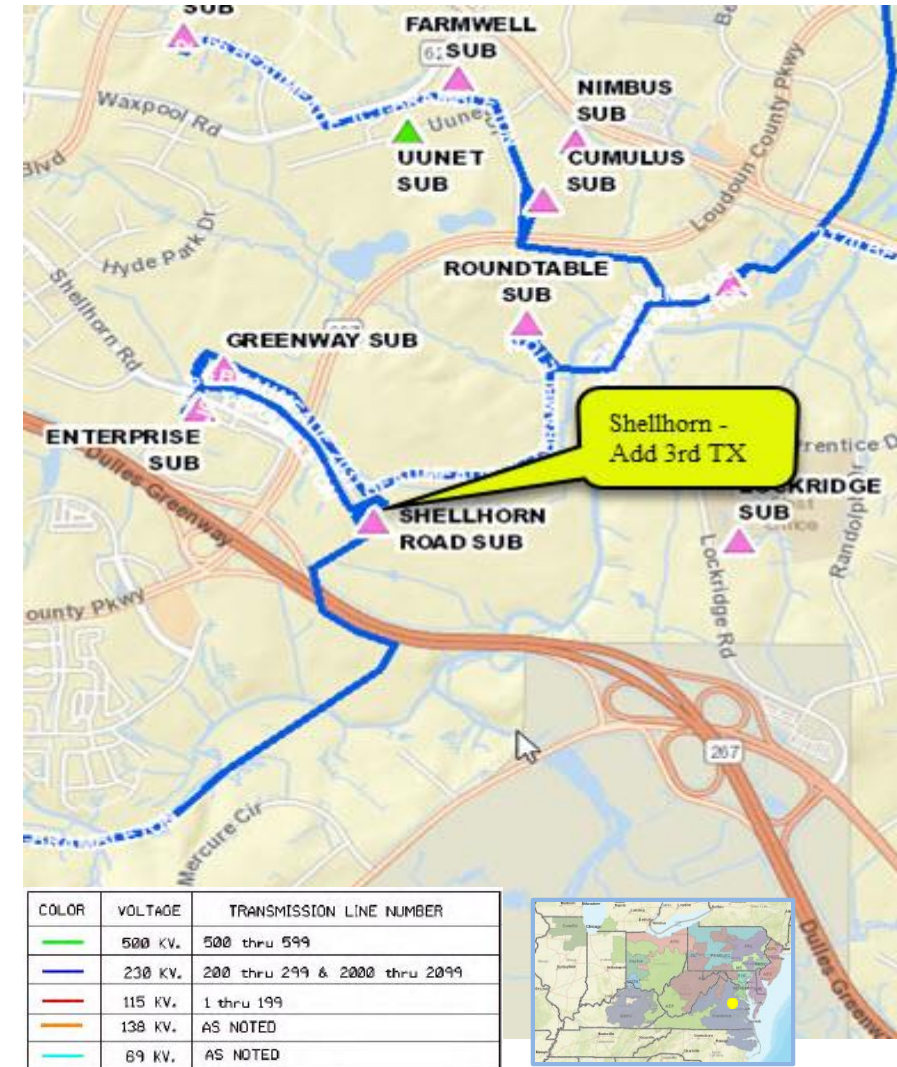 SUB
FARMWELL
SUB
NIMBUS
SUB
Waxpool Rd
Loudoun County Pkwy
UUNET
SUB
CUMULUS
SUB
Blvd
Hyde Park Dr
ROUNDTABLE
SUB
Shellhorn Rd
GREENWAY SUB
Shellhorn -
Add 3rd TX
Prentice D
ENTERPRISE
SUB
Dulles Greenway
LOCKRIDGE
SUB
SHELLHORN
ROAD SUB
Randolph Dr
Lockridge Rd
ounty Pkwy
267
Mercure Cir
Dulles Greenw
COLOR VOLTAGE TRANSMISSION LINE NUMBER
500 KV. 500 thru 599
230 KV. 200 thru 299 & 2000 thru 2099
115 KV. 1 thru 199
138 KV. AS NOTED
69 KV. AS NOTED